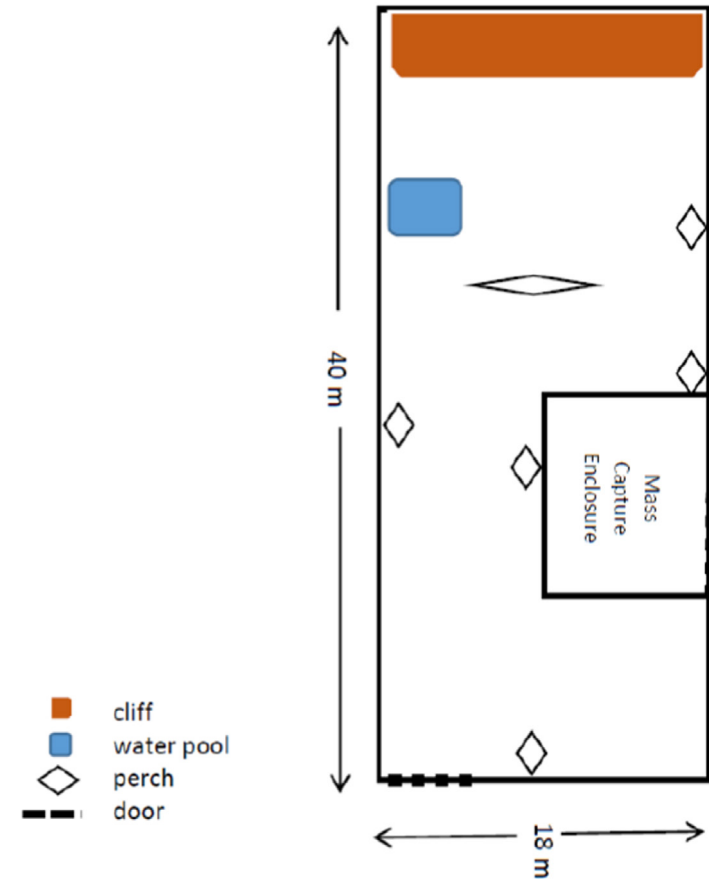 40 m
Mass
Capture
Enclosure
18 m
cliff
water pool
perch
door